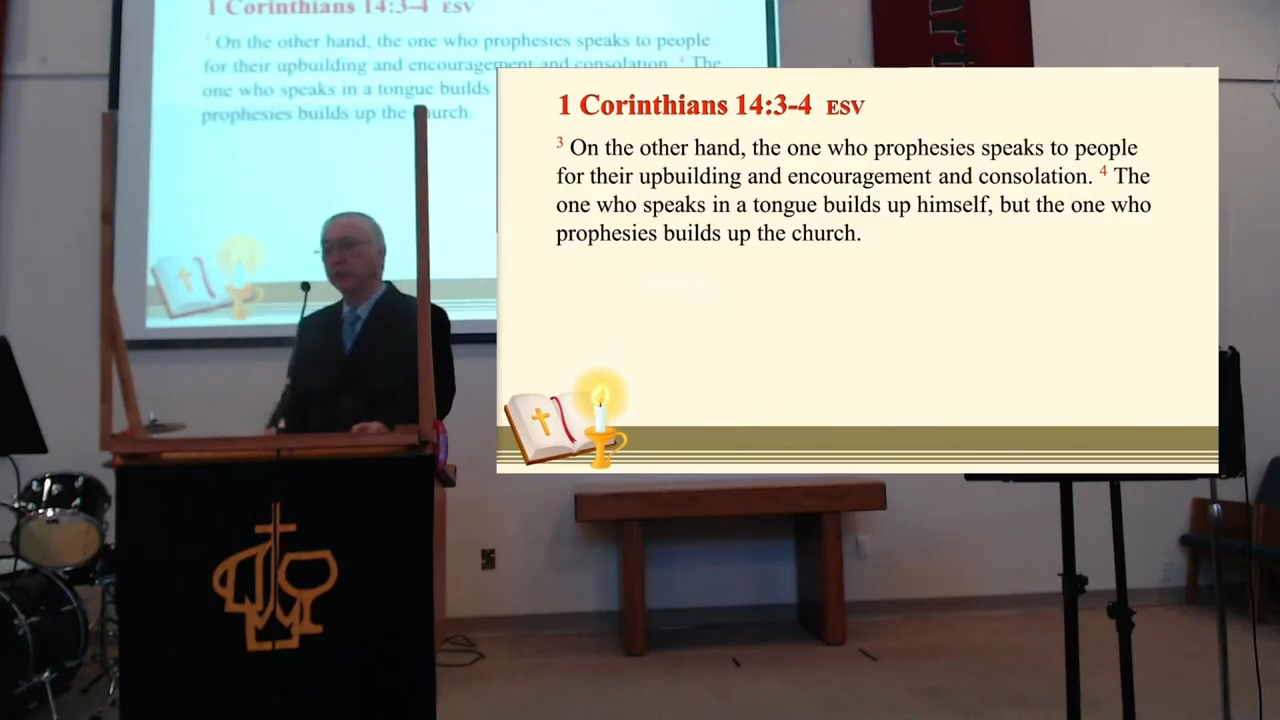 1 Corinthians 14:3-4 ESV
1 On the other hand, the one who prophesies speaks to people
for their upbuilding and encouragement and consolation. 4 The
one who speaks in a tongue builds
prophesies builds up the church.
1 Corinthians 14:3-4 ESV
3 On the other hand, the one who prophesies speaks to people
for their upbuilding and encouragement and consolation. 4 The
one who speaks in a tongue builds up himself, but the one who
prophesies builds up the church.